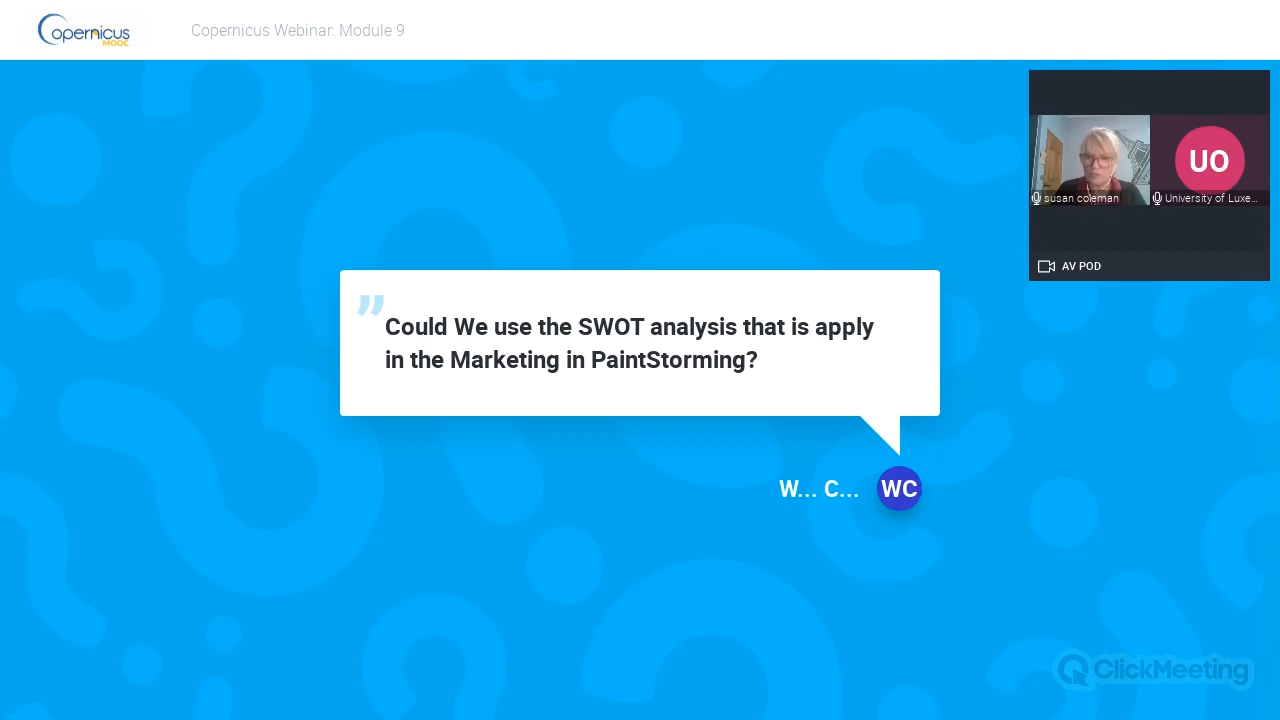 Copernicus
MOOC
Copernicus Webinar: Module 9
UO
susan coleman
University of Luxe...
AV POD
"
Could We use the SWOT analysis that is apply
in the Marketing in PaintStorming?
W... C...
WC
ClickMeeting